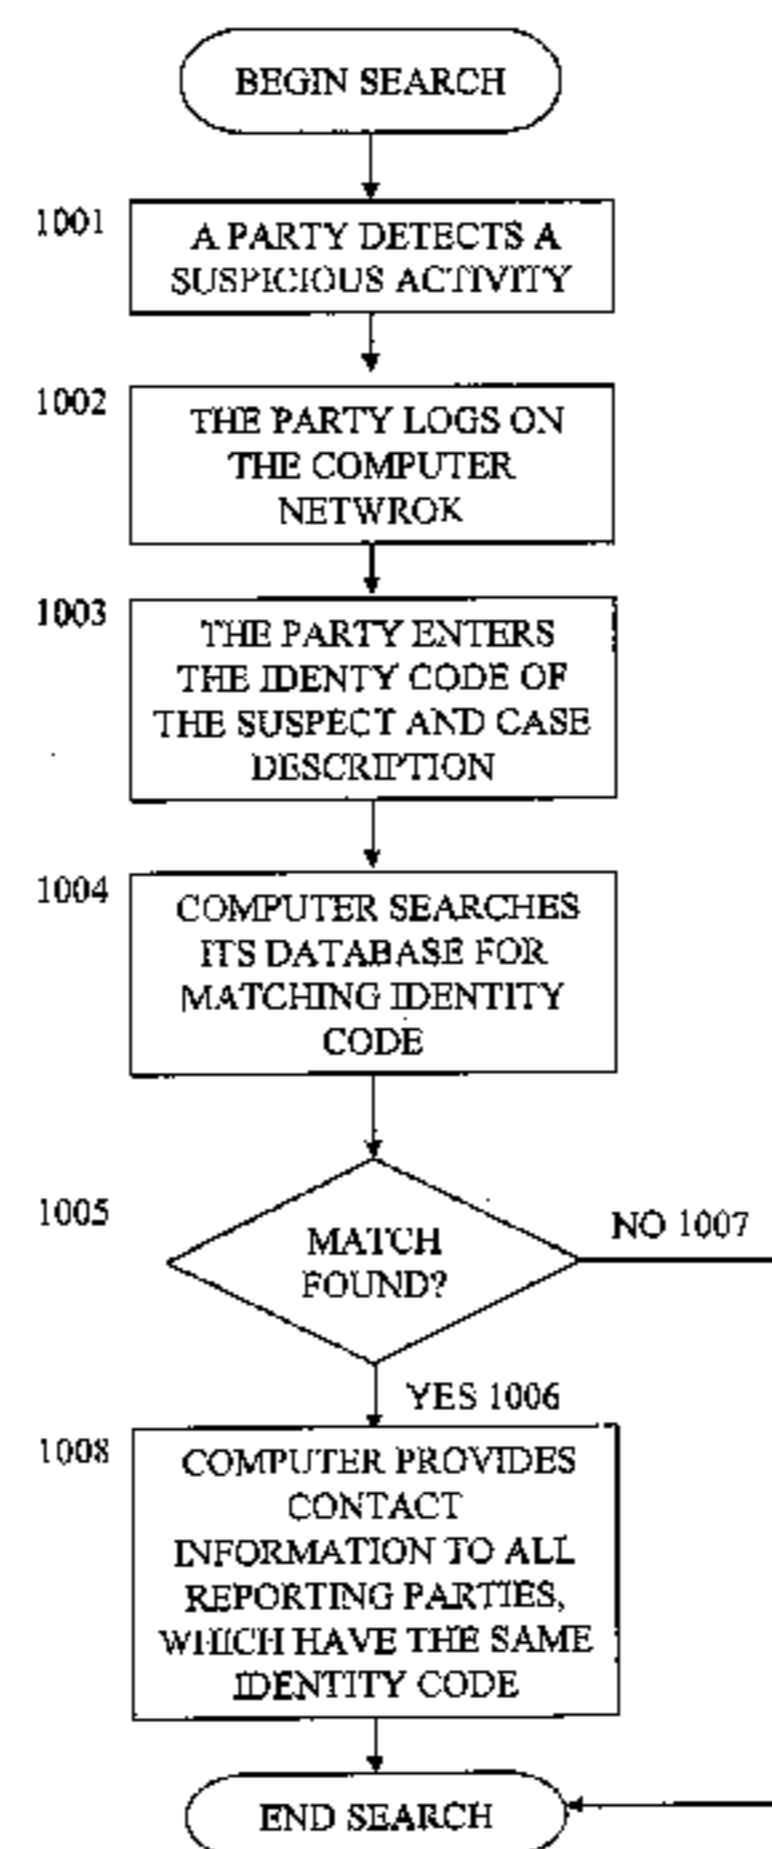 BEGIN SEARCH
1001
A PARTY DETECTS A
SUSPICIOUS ACTIVITY
1002
THE PARTY LOGS ON
THE COMPUTER
NETWROK
1003
THE PARTY ENTERS
THE IDENTY CODE OF
THE SUSPECT AND CASE
DESCRIPTION
1004
COMPUTER SEARCHES
ITS DATABASE FOR
MATCHING IDENTITY
CODE
1005
MATCH
FOUND?
NO 1007
YES 1006
1008
COMPUTER PROVIDES
CONTACT
INFORMATION TO ALL
REPORTING PARTIES,
WHICH HAVE THE SAME
IDENTITY CODE
END SEARCH